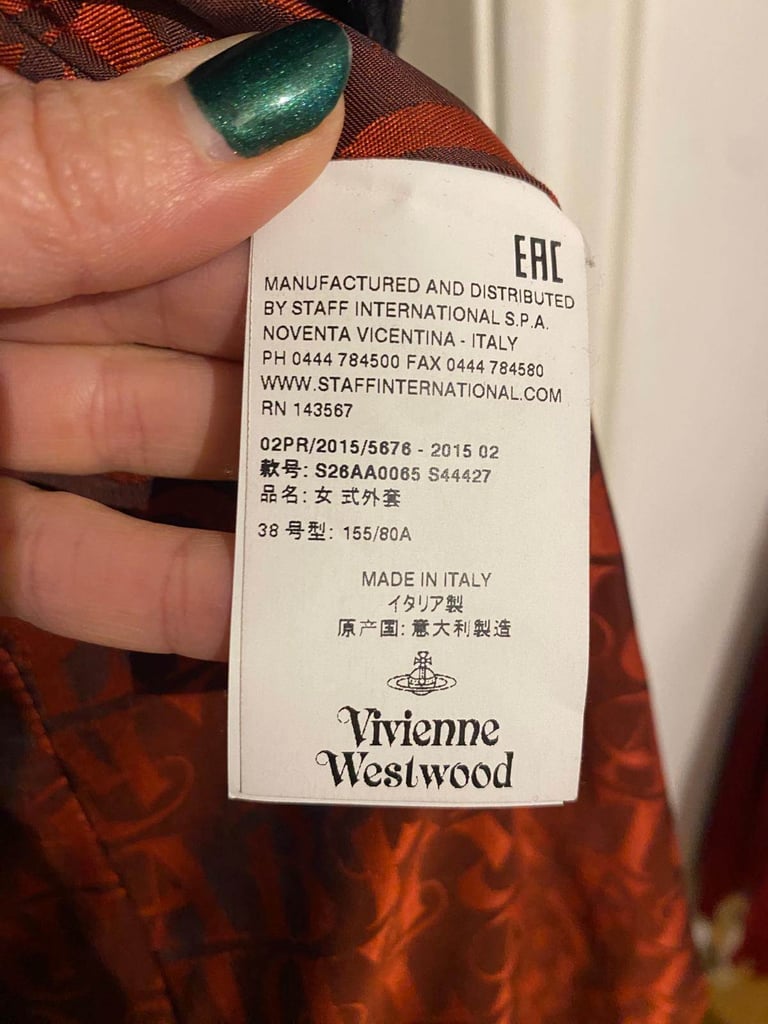 EAC
MANUFACTURED AND DISTRIBUTED
BY STAFF INTERNATIONAL S.P.A.
NOVENTA VICENTINA - ITALY
PH 0444 784500 FAX 0444 784580
WWW.STAFFINTERNATIONAL.COM
RN 143567
02PR/2015/5676 - 2015 02
款号: S26AA0065 S44427
品名: 女 式外套
38 号型: 155/80A
MADE IN ITALY
イタリア製
原产国: 意大利製造
Vivienne
Westwood